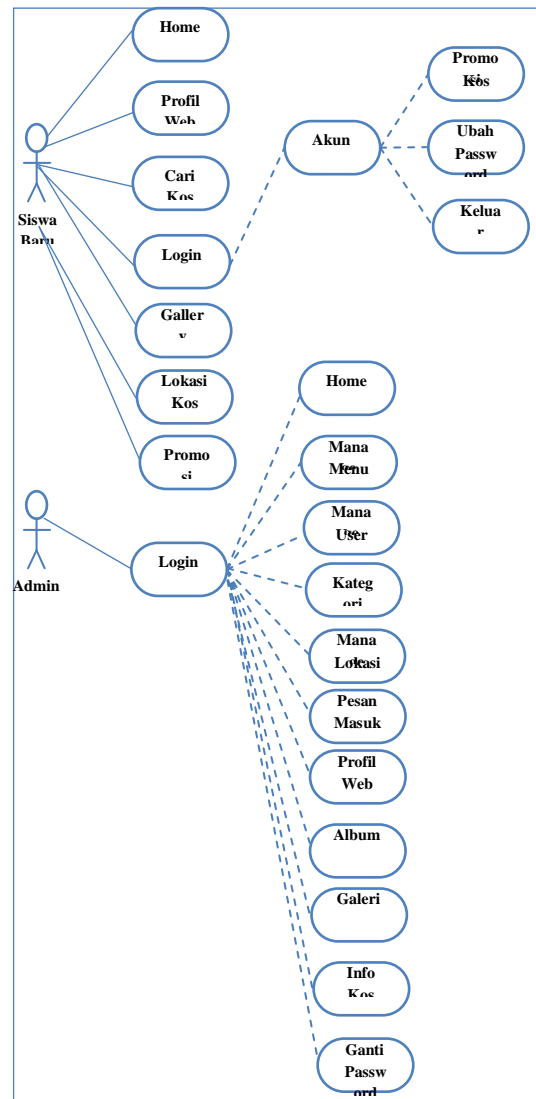 Home
Profil
Web
Cari
Kos
Siswa
Baru
Login
Galler
y
Lokasi
Kos
Promo
si
Akun
Promo
Kos
Ubah
Passw
ord
Kelua
r
Admin
Login
Home
Mana
Menu
Mana
User
Kateg
ori
Mana
Lokasi
Pesan
Masuk
Profil
Web
Album
Galeri
Info
Kos
Ganti
Passw
ord